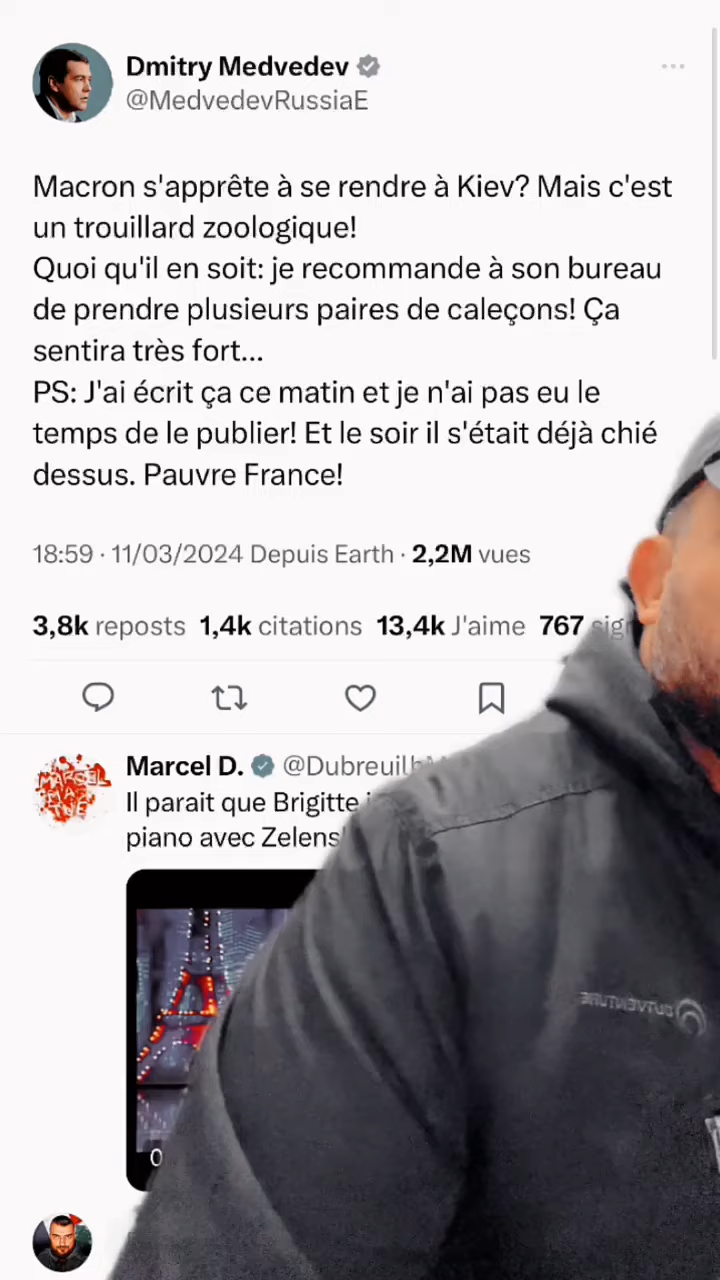 Dmitry Medvedev
@MedvedevRussiaE
Macron s'apprête à se rendre à Kiev? Mais c'est
un trouillard zoologique!
Quoi qu'il en soit: je recommande à son bureau
de prendre plusieurs paires de caleçons! Ça
sentira très fort...
PS: J'ai écrit ça ce matin et je n'ai pas eu le
temps de le publier! Et le soir il s'était déjà chié
dessus. Pauvre France!
18:59 · 11/03/2024 Depuis Earth · 2,2M vues
3,8k reposts 1,4k citations 13,4k J'aime 767
Marcel D.
Il parait que Brigitte
piano avec